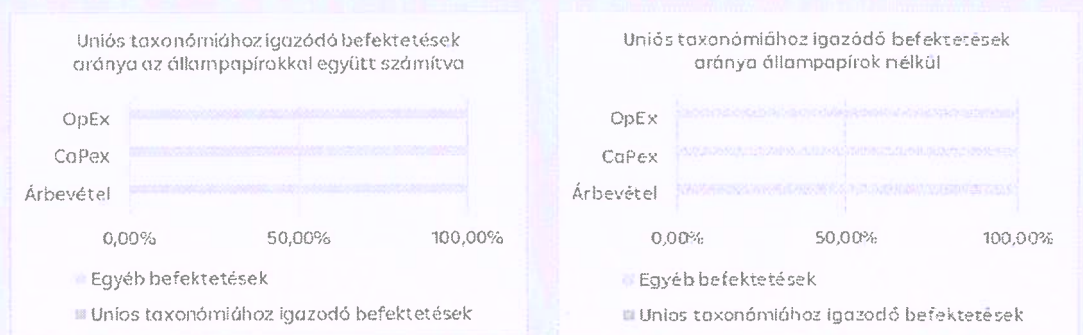 Uniós taxonómiához igazódó befektetések
aránya az állampapírokkal együtt számítva
OpEx
CaPex
Árbevétel
0,00%
50,00%
100,00%
Egyéb befektetések
Unios taxonómiához igazodó befektetések
Uniós taxonómiához igazódó befektetések
aránya állampapírok nélkül
OpEx
CaPex
Árbevétel
0,00%
50,00%
100,00%
Egyéb befektetések
Unios taxonómiához igazodó befektetések